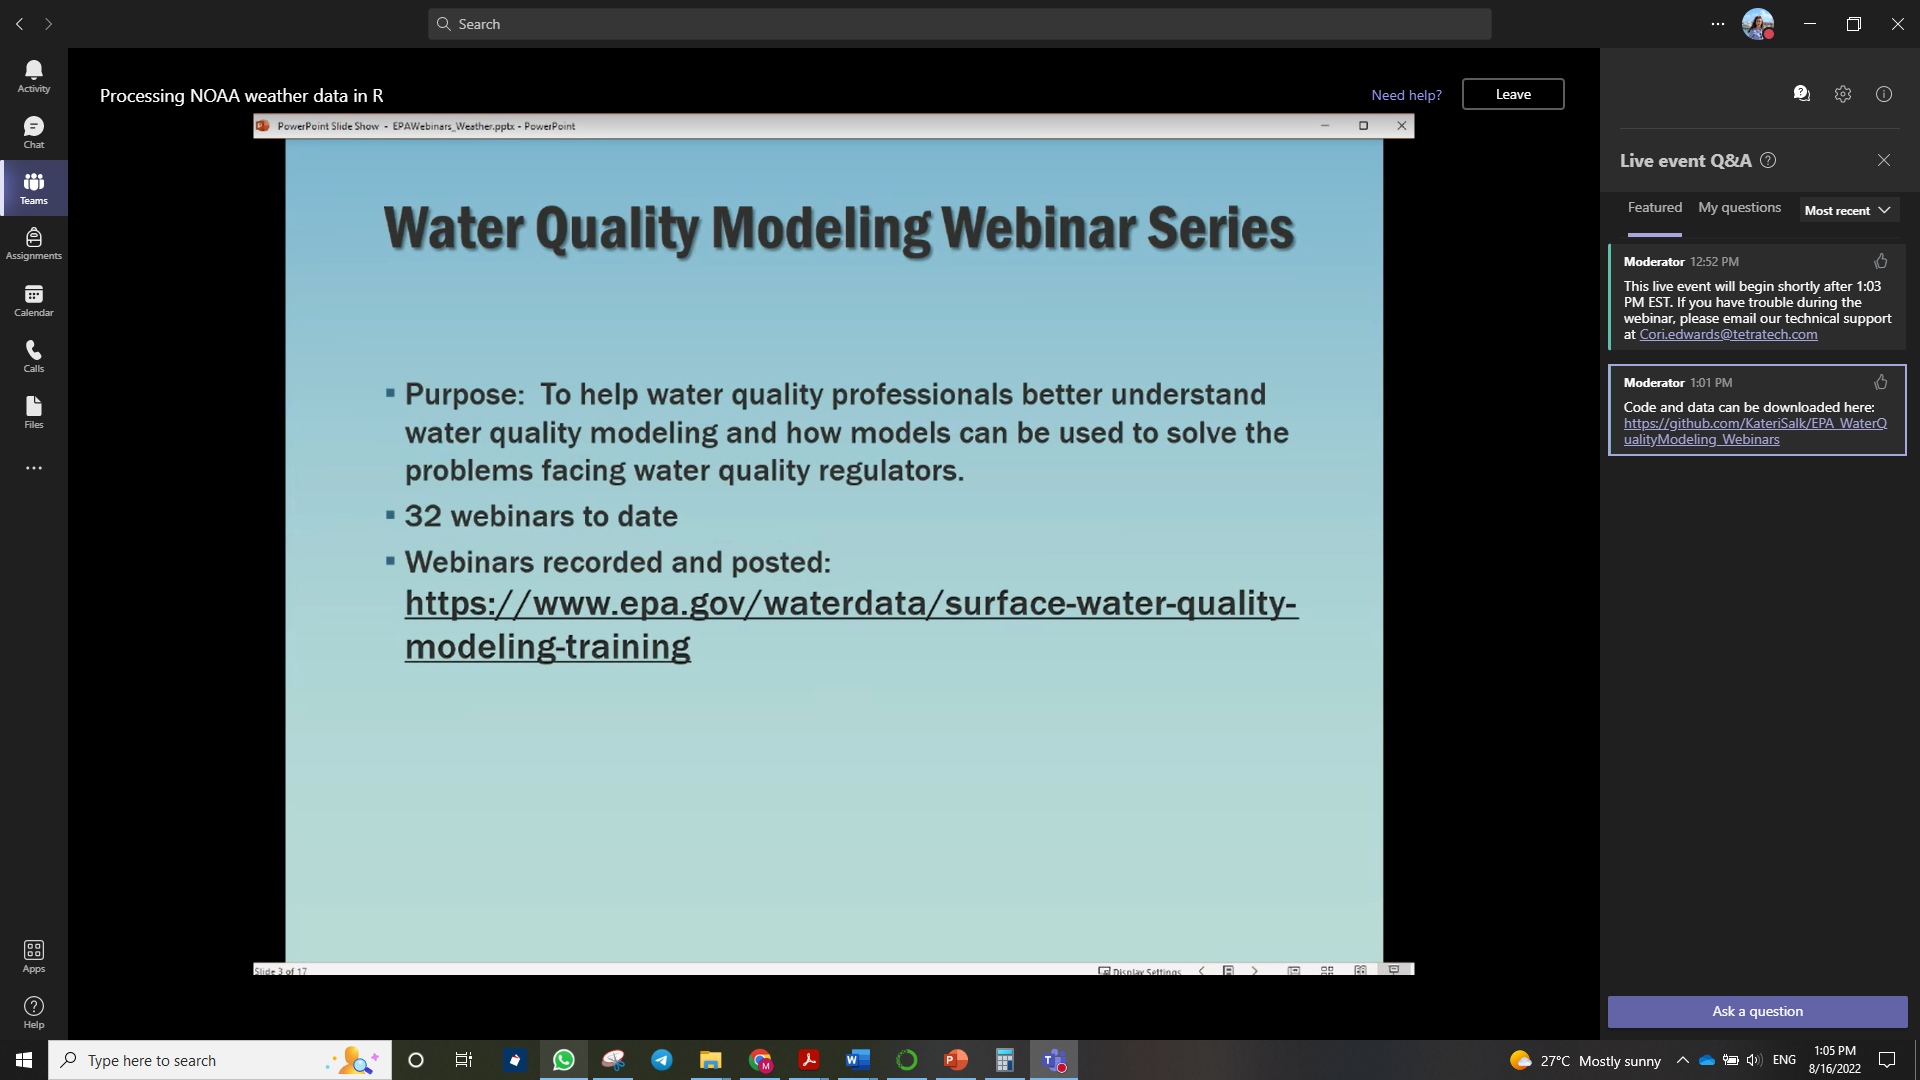 Search
Activity
Chat
Teams
Assignments
Calendar
Calls
Files
Apps
Help
Processing NOAA weather data in R
Need help?
Leave
PowerPoint Slide Show - EPAWebinars_Weather.pptx - PowerPoint
Water Quality Modeling Webinar Series
Purpose: To help water quality professionals better understand
water quality modeling and how models can be used to solve the
problems facing water quality regulators.
32 webinars to date
Webinars recorded and posted:
https://www.epa.gov/waterdata/surface-water-quality-
modeling-training
Slide 3 of 17
Display Settings
Live event Q&A
Featured
My questions
Most recent
Moderator 12:52 PM
This live event will begin shortly after 1:03
PM EST. If you have trouble during the
webinar, please email our technical support
at Cori.edwards@tetratech.com
Moderator 1:01 PM
Code and data can be downloaded here:
https://github.com/KateriSalk/EPA_WaterQ
ualityModeling_Webinars
Ask a question
Type here to search
27°C Mostly sunny
ENG
1:05 PM
8/16/2022